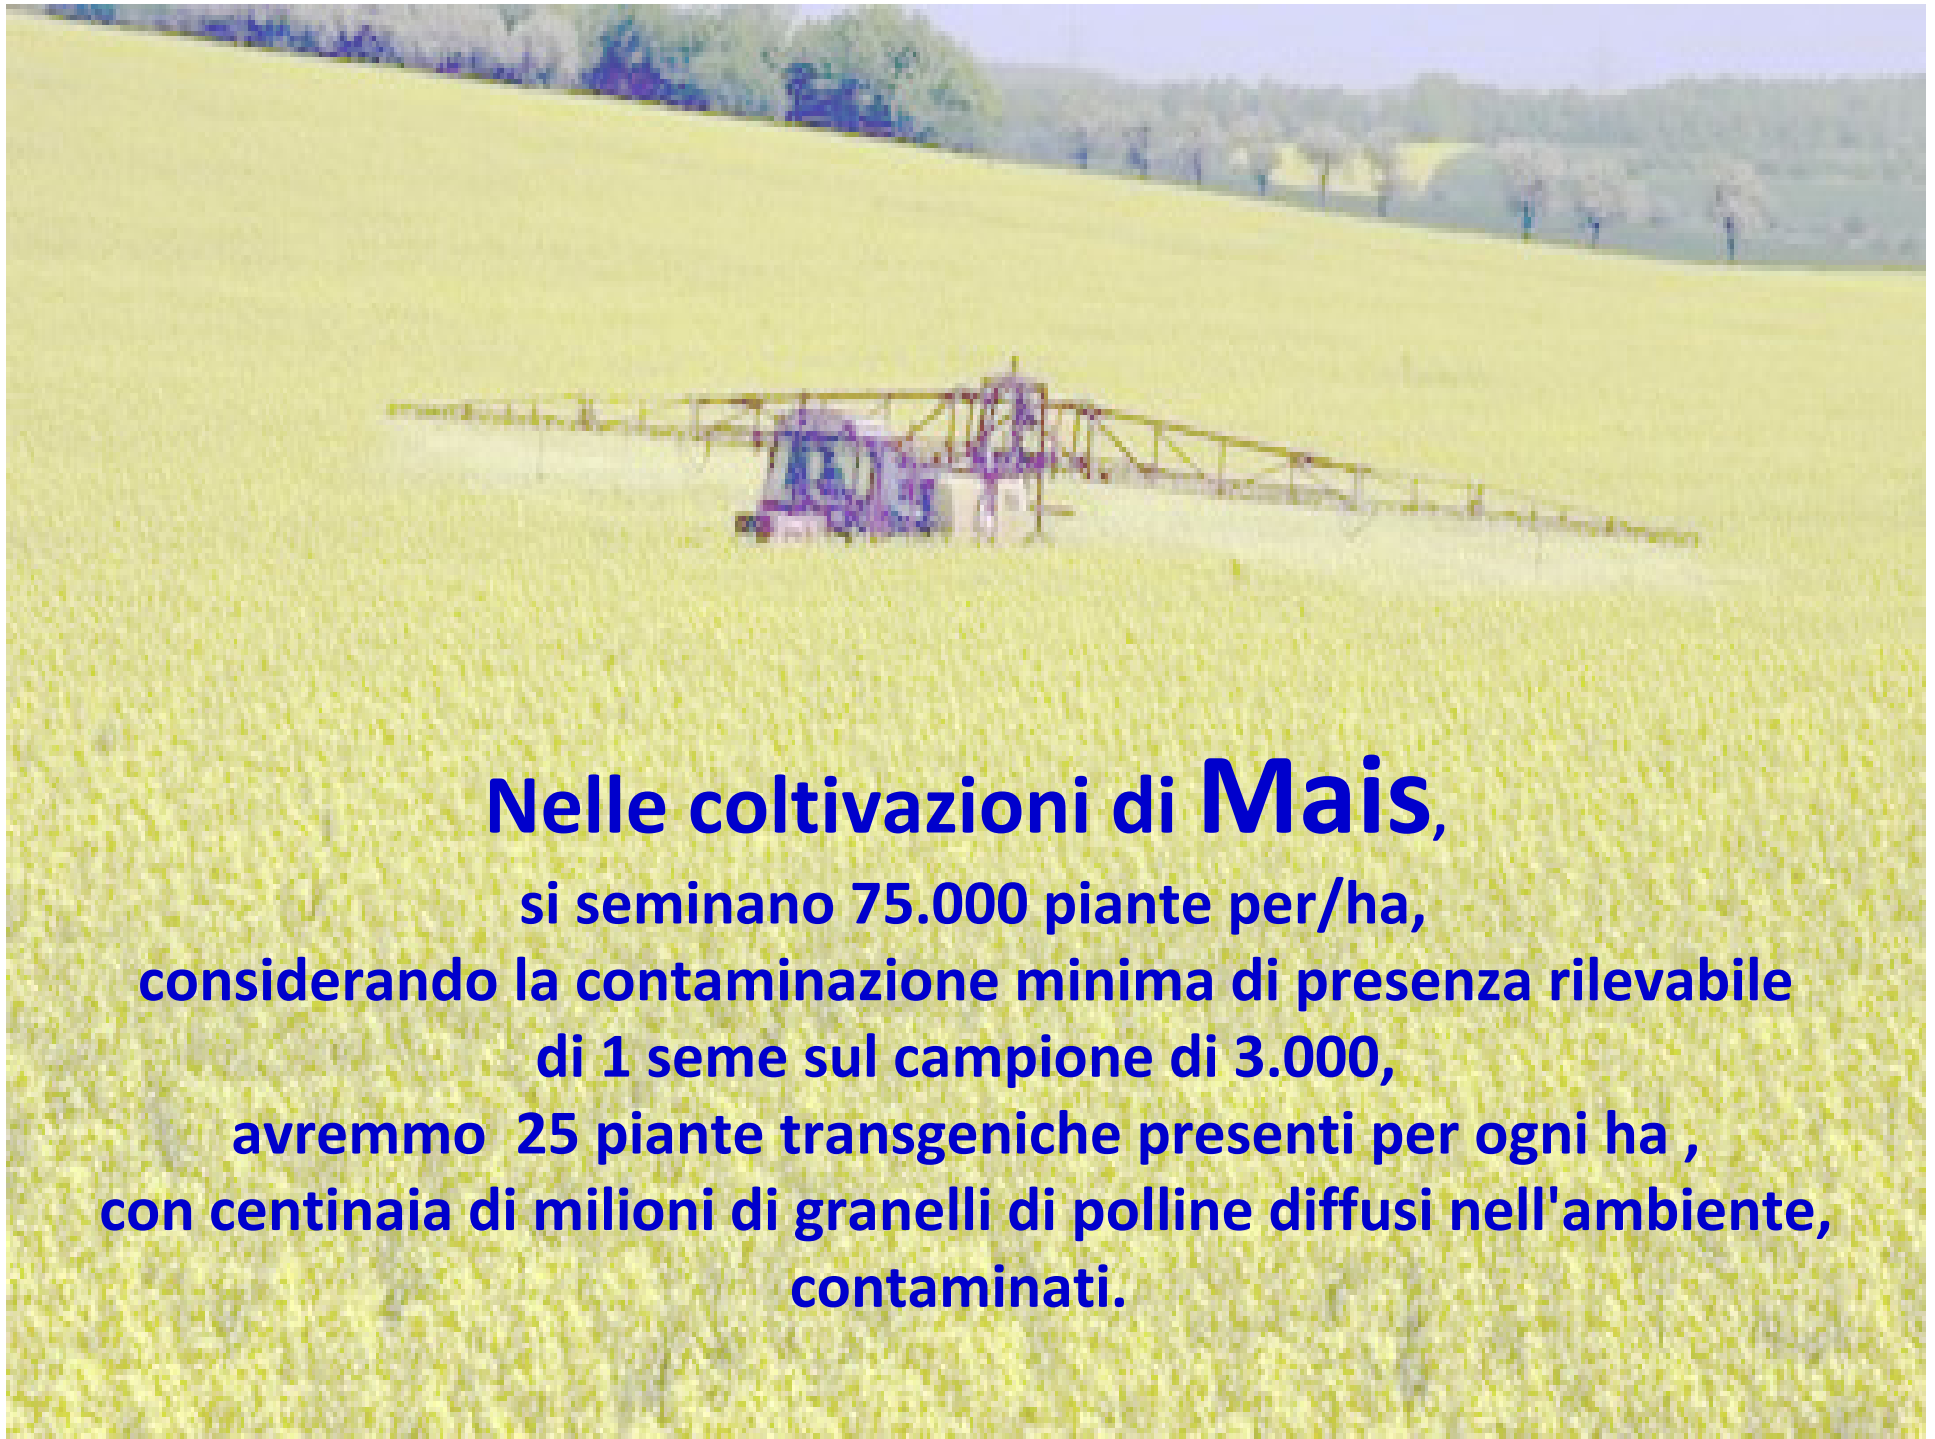 Nelle coltivazioni di Mais,
si seminano 75.000 piante per/ha,
considerando la contaminazione minima di presenza rilevabile
di 1 seme sul campione di 3.000,
avremmo  25 piante transgeniche presenti per ogni ha ,
con centinaia di milioni di granelli di polline diffusi nell'ambiente,
contaminati.